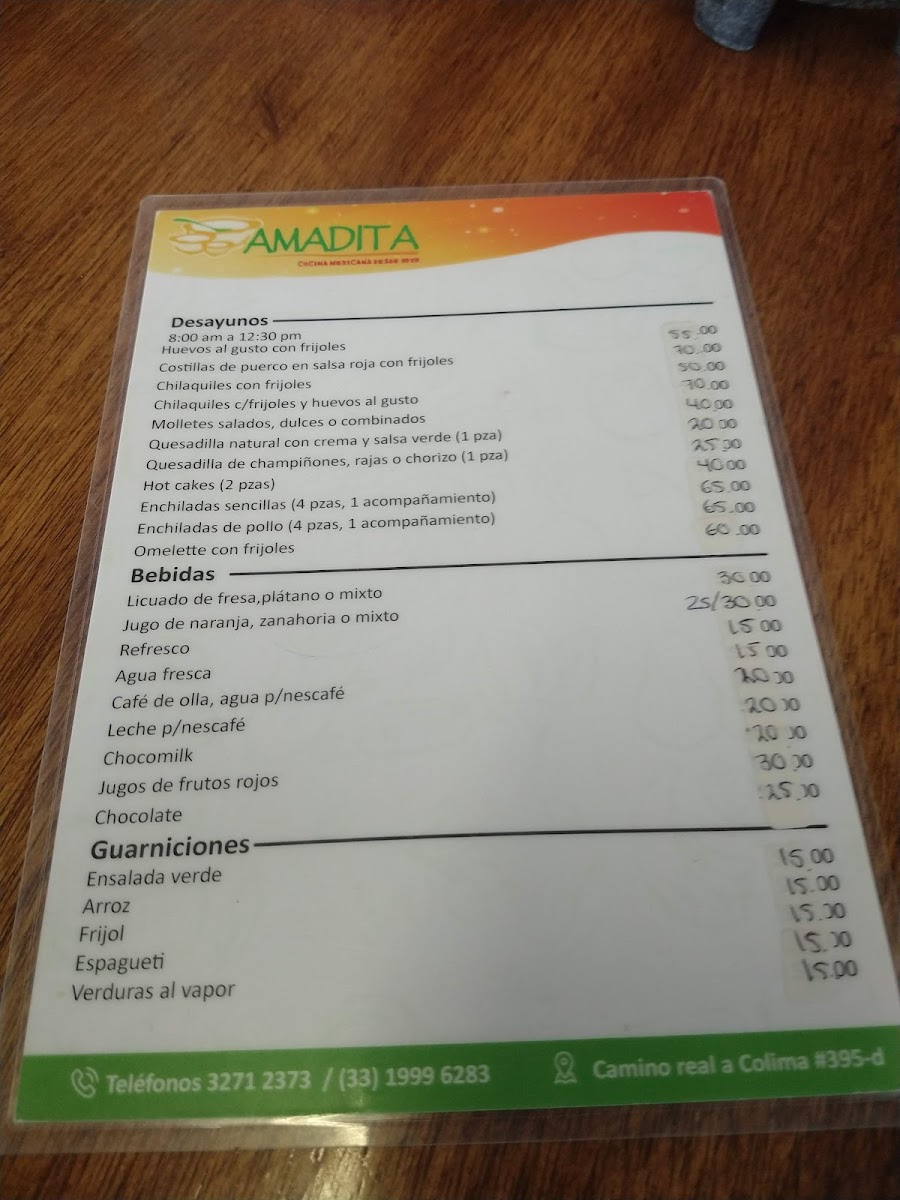 AMADITA
COCINA MEXICANA DESDE
Desayunos
8:00 am a 12:30 pm
Huevos al gusto con frijoles 55.00
Costillas de puerco en salsa roja con frijoles 70.00
Chilaquiles con frijoles 50.00
Chilaquiles c/frijoles y huevos al gusto 70.00
Molletes salados, dulces o combinados 40.00
Quesadilla natural con crema y salsa verde (1 pza) 20.00
Quesadilla de champiñones, rajas o chorizo (1 pza) 25.00
Hot cakes (2 pzas) 40.00
Enchiladas sencillas (4 pzas, 1 acompañamiento) 65.00
Enchiladas de pollo (4 pzas, 1 acompañamiento) 65.00
Omelette con frijoles 60.00
Bebidas
Licuado de fresa,plátano o mixto 30.00
Jugo de naranja, zanahoria o mixto 25/30.00
Refresco 15.00
Agua fresca 15.00
Café de olla, agua p/nescafé 20.00
Leche p/nescafé 20.00
Chocomilk 20.00
Jugos de frutos rojos 30.00
Chocolate 25.00
Guarniciones
Ensalada verde 15.00
Arroz 15.00
Frijol 15.00
Espagueti 15.00
Verduras al vapor 15.00
Teléfonos 3271 2373 / (33) 1999 6283
Camino real a Colima #395-d